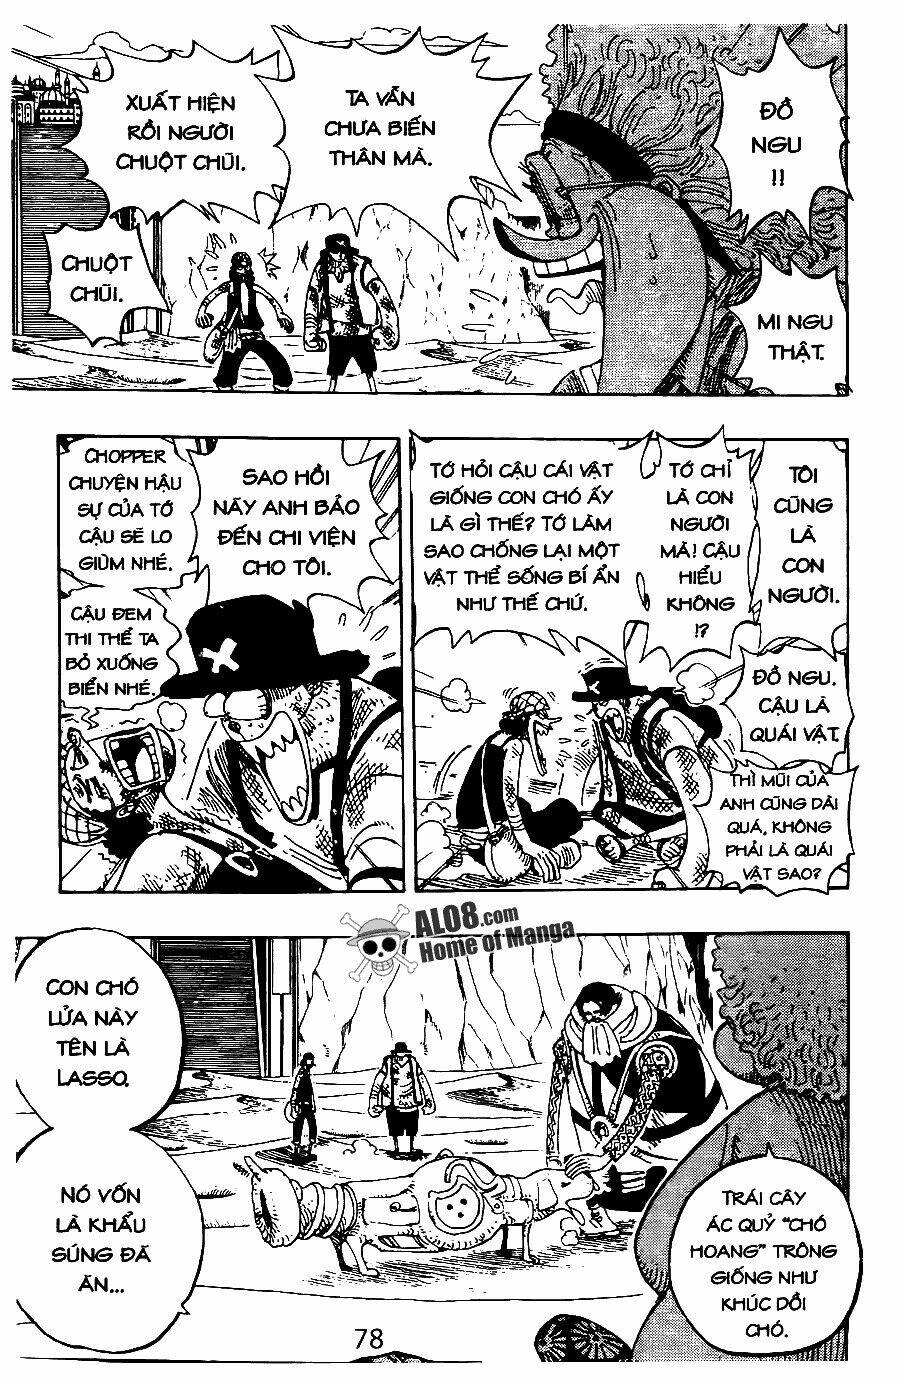 ĐỒ
NGU
!!
MI NGU
THẬT.
TA VẪN
CHƯA BIẾN
THÂN MÀ.
XUẤT HIỆN
RỒI NGƯỜI
CHUỘT CHŨI.
CHUỘT
CHŨI.
TÔI
CŨNG
LÀ
CON
NGƯỜI.
TỚ CHỈ
LÀ CON
NGƯỜI
MÀ! CẬU
HIỂU
KHÔNG
!?
TỚ HỎI CẬU CÁI VẬT
GIỐNG CON CHÓ ẤY
LÀ GÌ THẾ? TỚ LÀM
SAO CHỐNG LẠI MỘT
VẬT THỂ SỐNG BÍ ẨN
NHƯ THẾ CHỨ.
ĐỒ NGU.
CẬU LÀ
QUÁI VẬT.
THÌ MŨI CỦA
ANH CŨNG DÀI
QUÁ, KHÔNG
PHẢI LÀ QUÁI
VẬT SAO?
SAO HỒI
NÃY ANH BẢO
ĐẾN CHI VIỆN
CHO TÔI.
CHOPPER
CHUYỆN HẬU
SỰ CỦA TỚ
CẬU SẼ LO
GIÙM NHÉ.
CẬU ĐEM
THI THỂ TA
BỎ XUỐNG
BIỂN NHÉ.
ALO8.com
Home of Manga
CON CHÓ
LỬA NÀY
TÊN LÀ
LASSO.
NÓ VỐN
LÀ KHẨU
SÚNG ĐÃ
ĂN...
TRÁI CÂY
ÁC QUỶ "CHÓ
HOANG" TRÔNG
GIỐNG NHƯ
KHÚC DỒI
CHÓ.
78